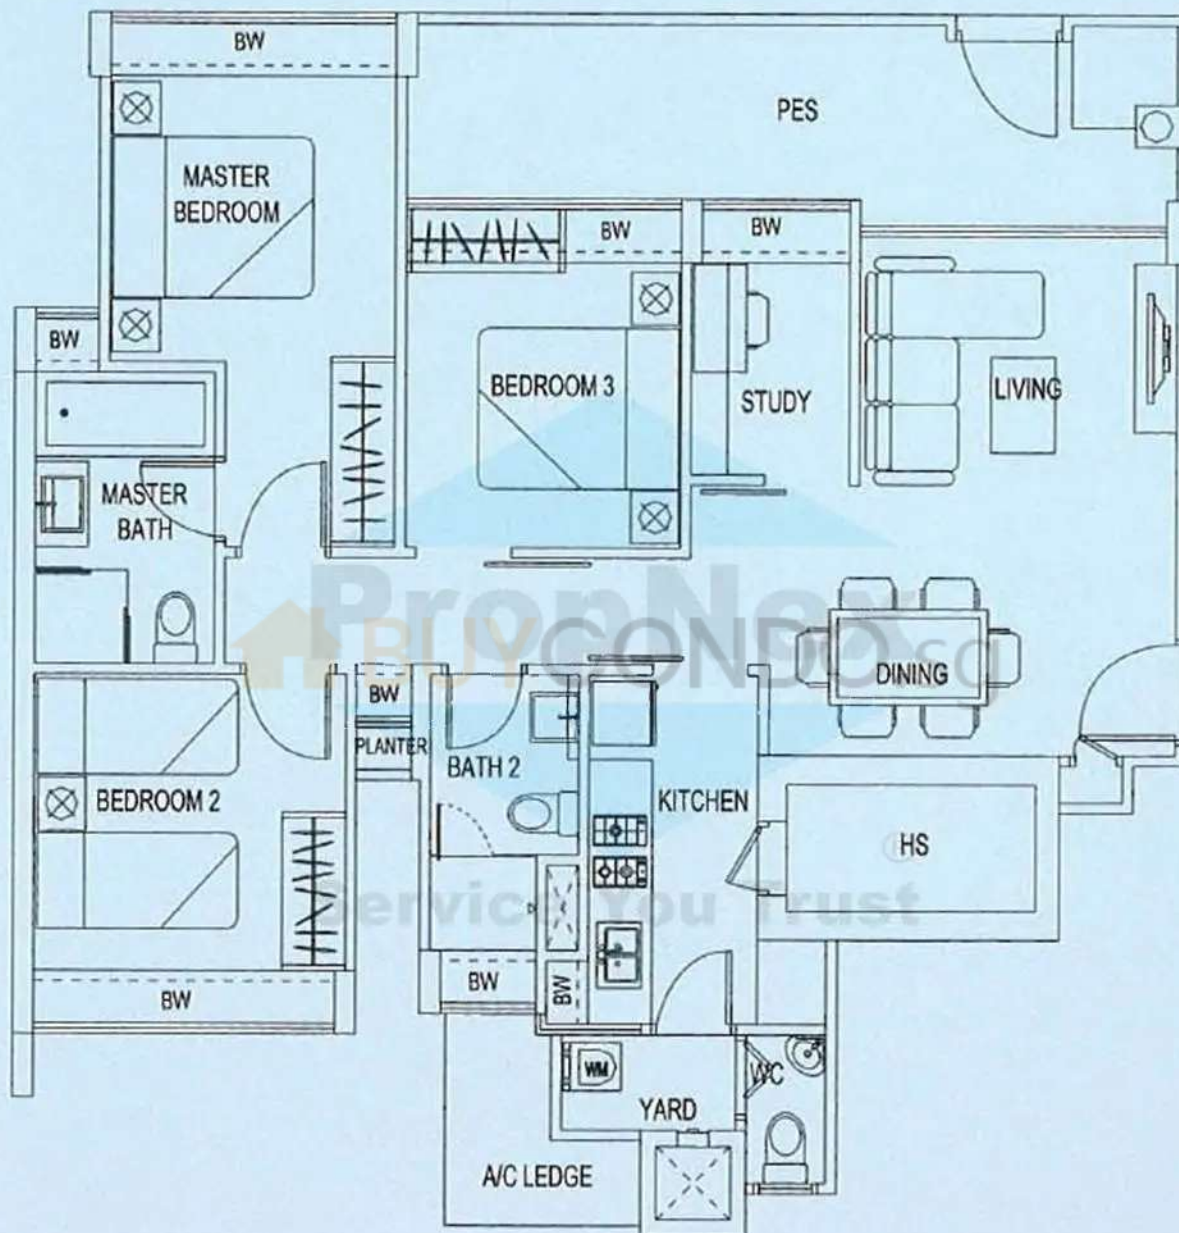 BW
PES
MASTER
BEDROOM
BW
BW
BW
BEDROOM 3
STUDY
LIVING
MASTER
BATH
PropNex
BUYCONDO.sg
DINING
BW
PLANTER
BATH 2
BEDROOM 2
KITCHEN
HS
Service You Trust
BW
BW
BW
WM
WC
YARD
A/C LEDGE